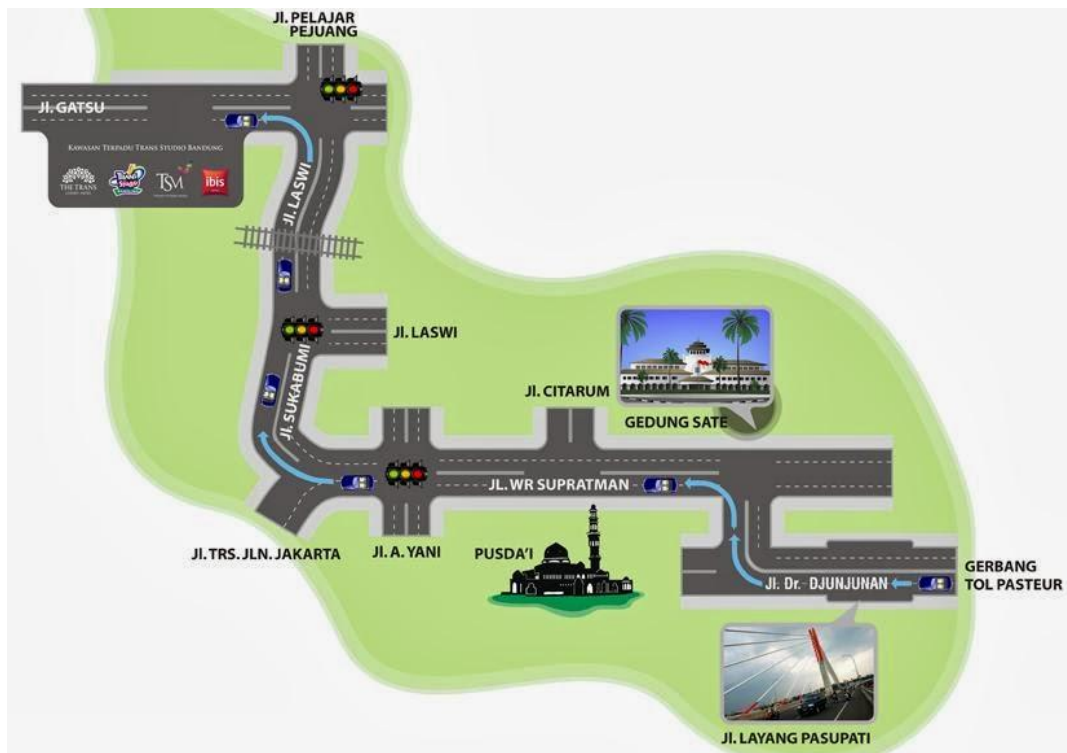 Jl. PELAJAR
PEJUANG
JL. GATSU
KAWASAN TERPADU TRANS STUDIO BANDUNG
THE TRANS
TRANS
STUDIO
TSM
ibis
Jl. LASWI
Jl. LASWI
Jl. SUKABUMI
Jl. CITARUM
GEDUNG SATE
JL. WR SUPRATMAN
Jl. TRS. JLN. JAKARTA
Jl. A. YANI
PUSDA'I
Jl. Dr. DJUNJUNAN
GERBANG
TOL PASTEUR
Jl. LAYANG PASUPATI